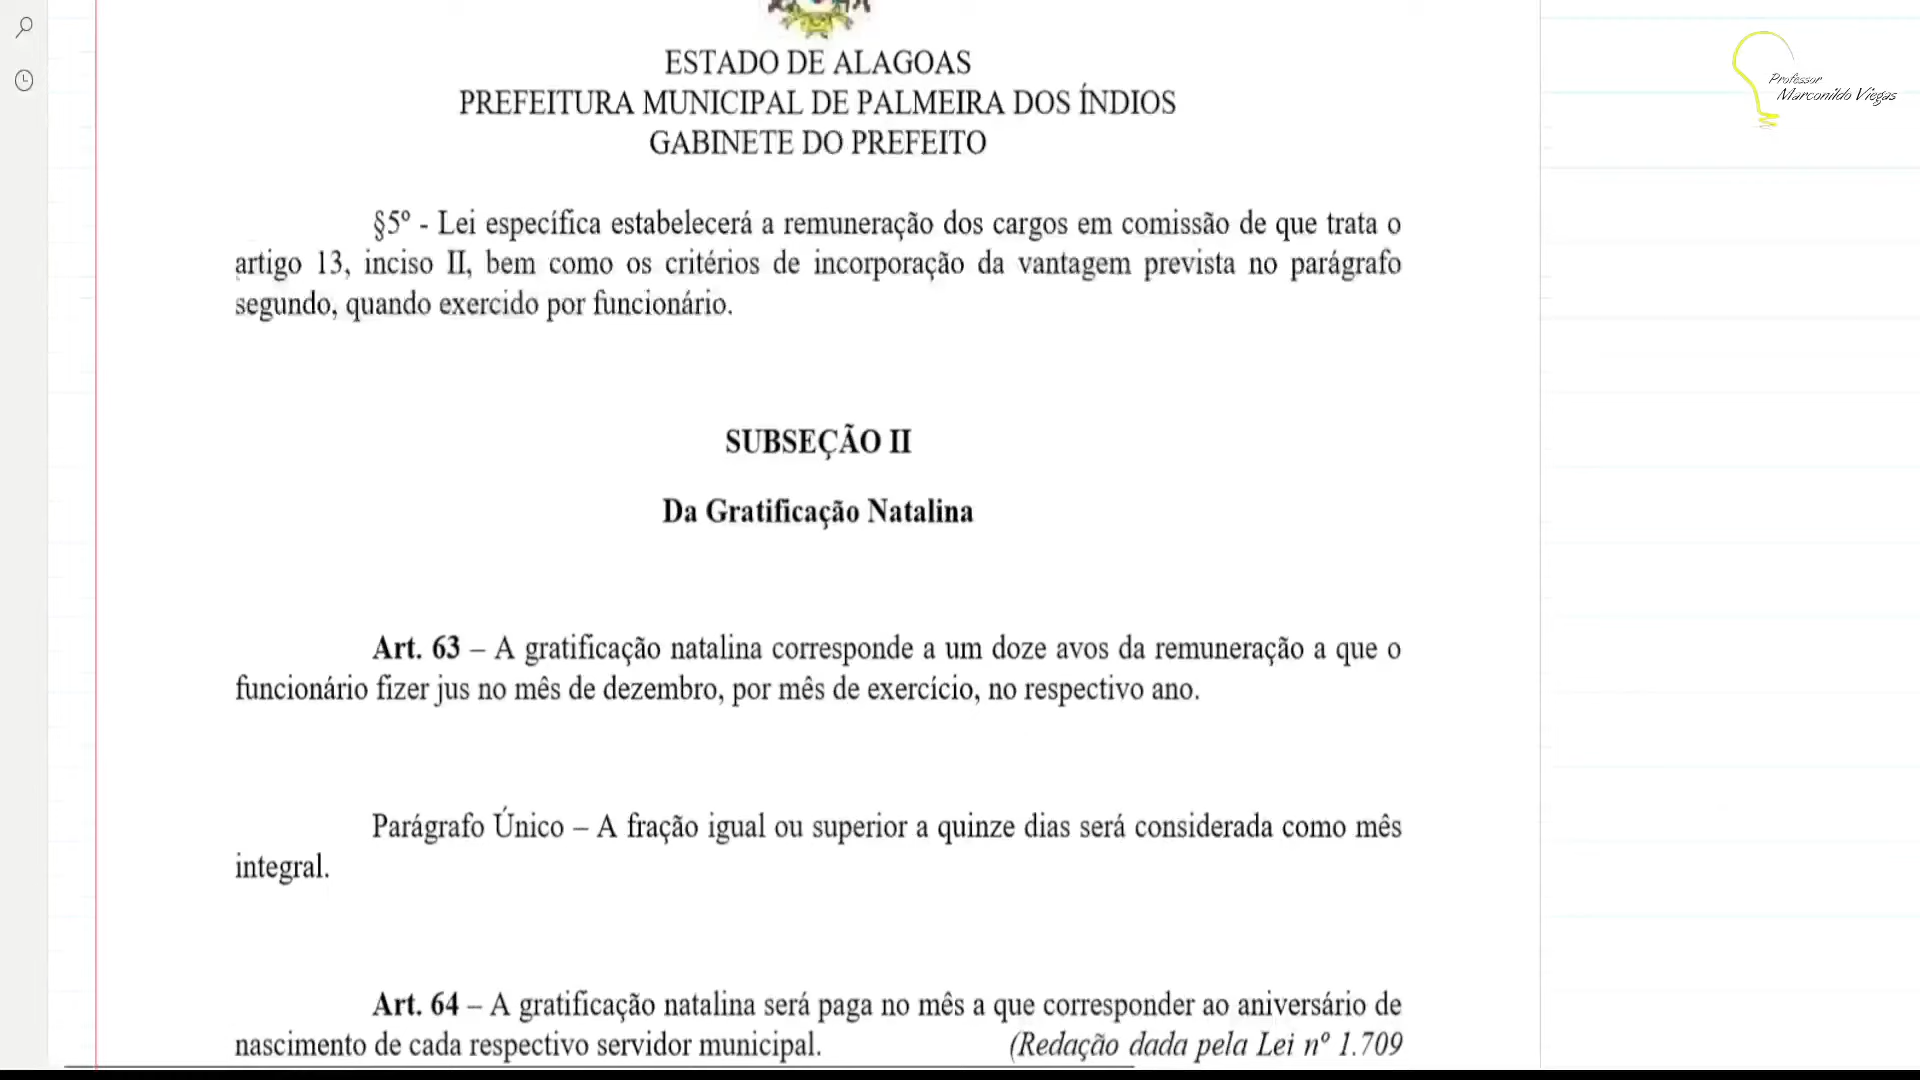 Professor
Marconildo Viegas
ESTADO DE ALAGOAS
PREFEITURA MUNICIPAL DE PALMEIRA DOS ÍNDIOS
GABINETE DO PREFEITO
§5º - Lei específica estabelecerá a remuneração dos cargos em comissão de que trata o
artigo 13, inciso II, bem como os critérios de incorporação da vantagem prevista no parágrafo
segundo, quando exercido por funcionário.
SUBSEÇÃO II
Da Gratificação Natalina
Art. 63 – A gratificação natalina corresponde a um doze avos da remuneração a que o
funcionário fizer jus no mês de dezembro, por mês de exercício, no respectivo ano.
Parágrafo Único – A fração igual ou superior a quinze dias será considerada como mês
integral.
Art. 64 – A gratificação natalina será paga no mês a que corresponder ao aniversário de
nascimento de cada respectivo servidor municipal. (Redação dada pela Lei nº 1.709